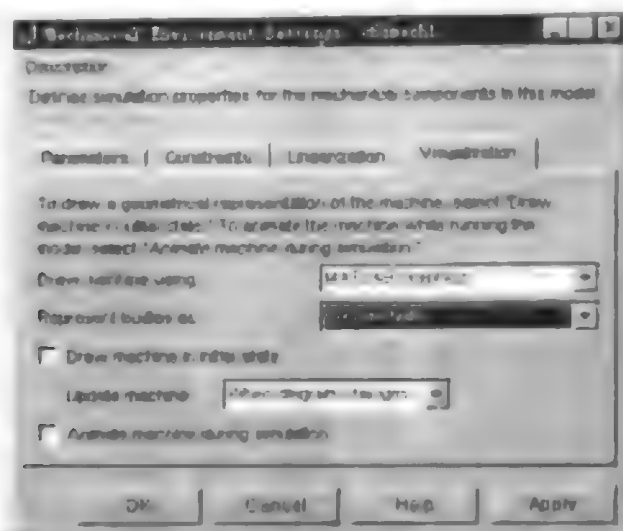 Mechanical Environment Settings
Description
Defines simulation properties for the mechanical components in this model
Parameters
Constraints
Linearization
Visualization
To draw a geometrical representation of the machine, select "Draw
machine in initial state." To animate the machine while running the
model, select "Animate machine during simulation."
Draw machine using
Represent bodies as
Draw machine in initial state
Update machine
Animate machine during simulation
OK
Cancel
Help
Apply